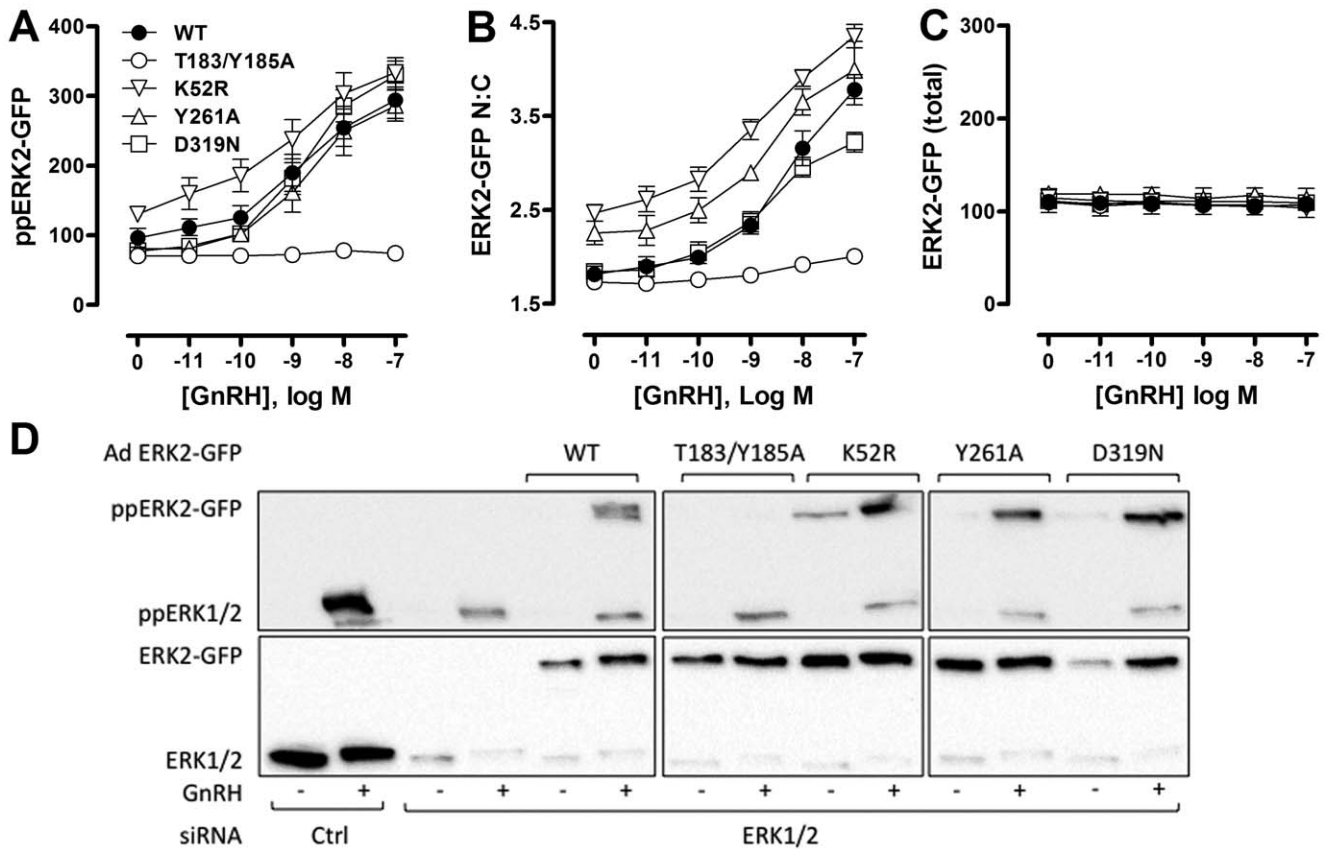 A
ppERK2-GFP
400
300
200
100
0
WT
T183/Y185A
K52R
Y261A
D319N
0 -11 -10 -9 -8 -7
[GnRH], log M
B
ERK2-GFP N:C
4.5
3.5
2.5
1.5
0 -11 -10 -9 -8 -7
[GnRH], Log M
C
ERK2-GFP (total)
300
200
100
0
0 -11 -10 -9 -8 -7
[GnRH] log M
D
Ad ERK2-GFP WT T183/Y185A K52R Y261A D319N
ppERK2-GFP
ppERK1/2
ERK2-GFP
ERK1/2
GnRH - + - + - + - + - + - + - +
siRNA Ctrl ERK1/2